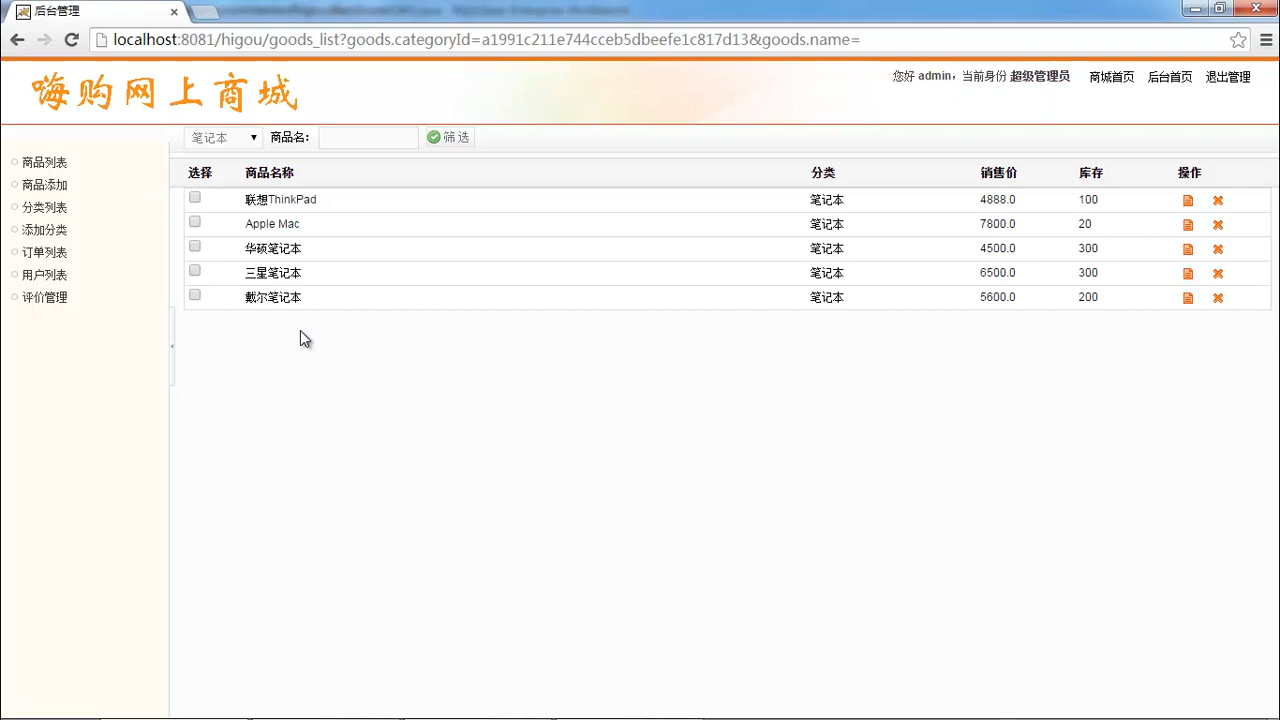 后台管理
localhost:8081/higou/goods_list?goods.categoryId=a1991c211e744cceb5dbeefe1c817d13&goods.name=
嗨购网上商城
您好 admin，当前身份 超级管理员 商城首页 后台首页 退出管理
笔记本 商品名： 筛选
商品列表
商品添加
分类列表
添加分类
订单列表
用户列表
评价管理
选择 商品名称 分类 销售价 库存 操作
联想ThinkPad 笔记本 4888.0 100
Apple Mac 笔记本 7800.0 20
华硕笔记本 笔记本 4500.0 300
三星笔记本 笔记本 6500.0 300
戴尔笔记本 笔记本 5600.0 200